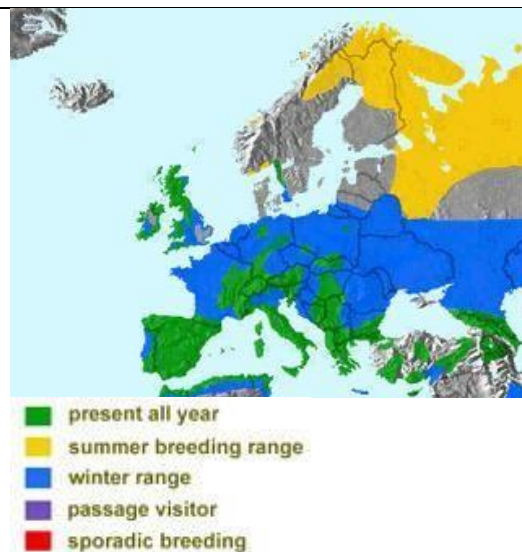 present all year
summer breeding range
winter range
passage visitor
sporadic breeding